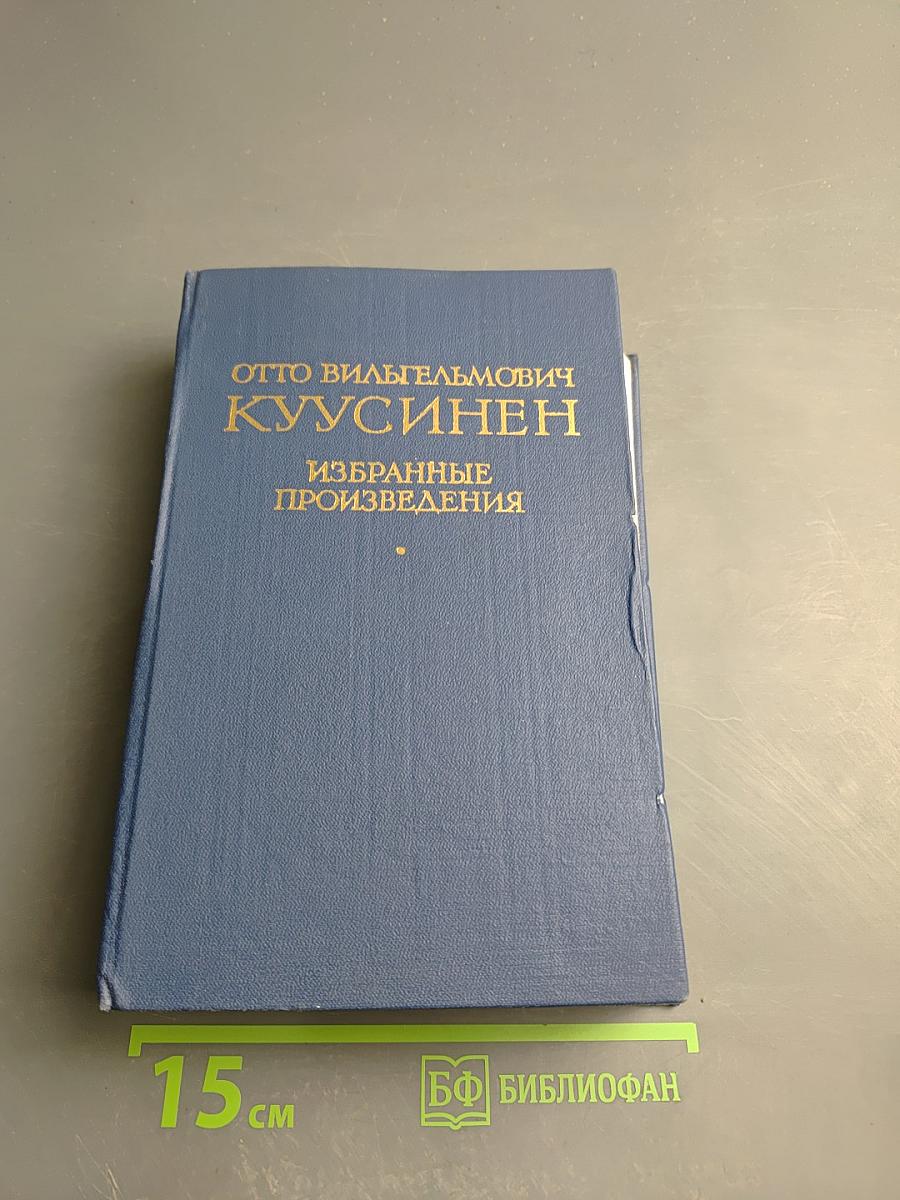 ОТТО ВИЛЬГЕЛЬМОВИЧ
КУУСИНЕН
ИЗБРАННЫЕ
ПРОИЗВЕДЕНИЯ
15 см
БФ БИБЛИОФАН